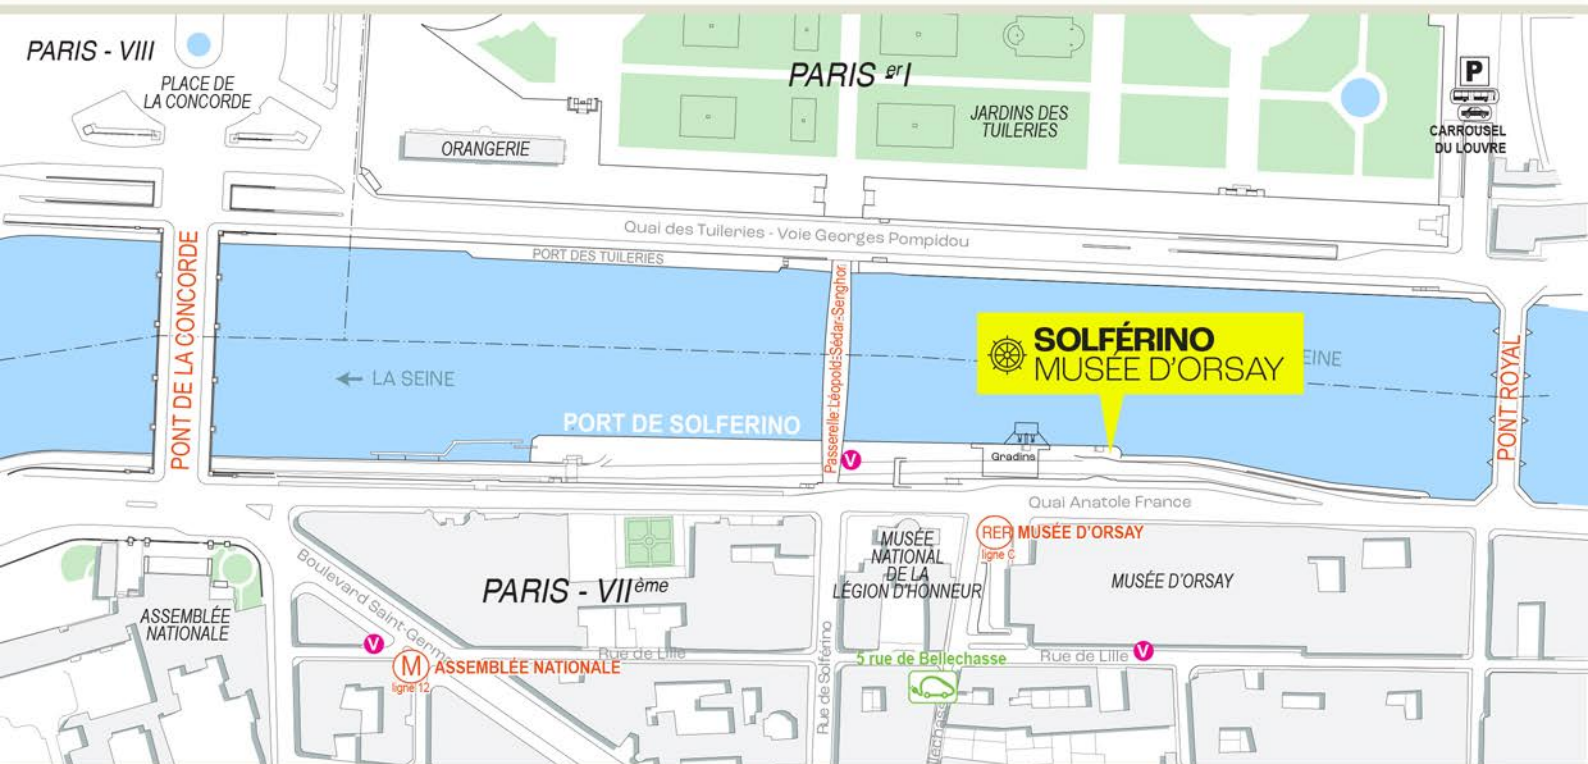 PARIS - VIII
PLACE DE
LA CONCORDE
PARIS er I
JARDINS DES
TUILERIES
P
CARROUSEL
DU LOUVRE
ORANGERIE
Quai des Tuileries - Voie Georges Pompidou
PORT DES TUILERIES
PONT DE LA CONCORDE
Passerelle Léopold-Sédar-Senghor
SOLFÉRINO
MUSÉE D'ORSAY
EINE
PONT ROYAL
LA SEINE
PORT DE SOLFERINO
V
Gradins
Quai Anatole France
RER MUSÉE D'ORSAY
ligne C
MUSÉE
NATIONAL
DE LA
LÉGION D'HONNEUR
MUSÉE D'ORSAY
Boulevard Saint-Germ
PARIS - VIIème
ASSEMBLÉE
NATIONALE
V
M ASSEMBLÉE NATIONALE
ligne 12
Rue de Lille
Rue de Solférino
5 rue de Bellechasse
Rue de Lille V
lechasse